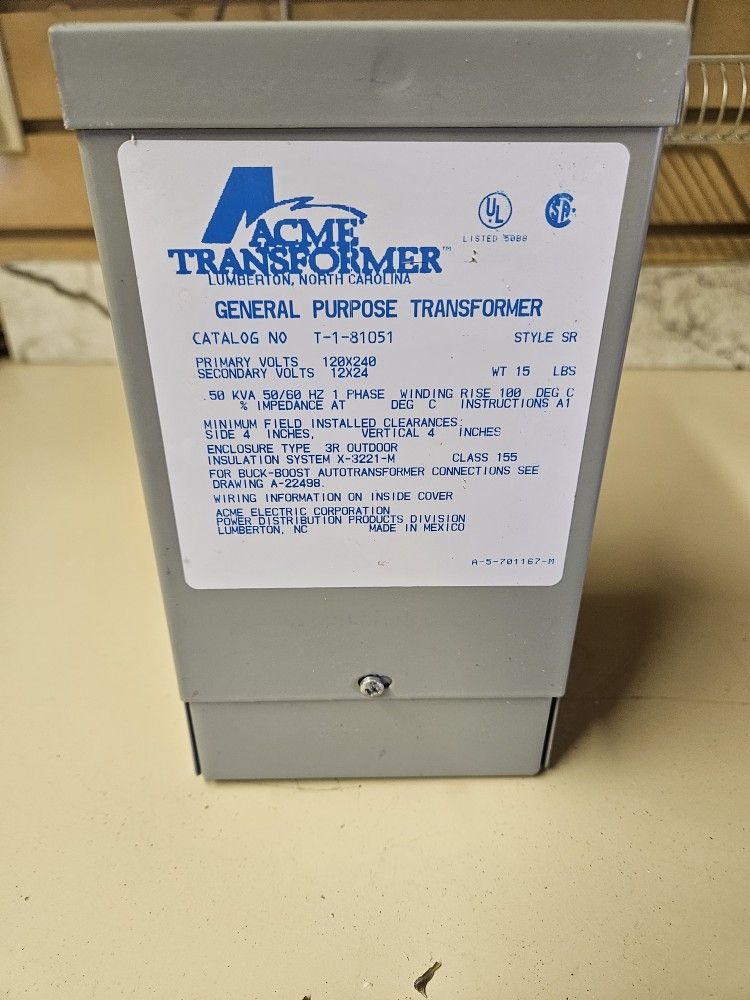 ACME
TRANSFORMER™
LUMBERTON, NORTH CAROLINA
UL
SA
LISTED 50BB
GENERAL PURPOSE TRANSFORMER
CATALOG NO T-1-81051 STYLE SR
PRIMARY VOLTS 120X240
SECONDARY VOLTS 12X24 WT 15 LBS
.50 KVA 50/60 HZ 1 PHASE WINDING RISE 100 DEG C
% IMPEDANCE AT DEG C INSTRUCTIONS A1
MINIMUM FIELD INSTALLED CLEARANCES:
SIDE 4 INCHES, VERTICAL 4 INCHES
ENCLOSURE TYPE 3R OUTDOOR
INSULATION SYSTEM X-3221-M CLASS 155
FOR BUCK-BOOST AUTOTRANSFORMER CONNECTIONS SEE
DRAWING A-22498.
WIRING INFORMATION ON INSIDE COVER
ACME ELECTRIC CORPORATION
POWER DISTRIBUTION PRODUCTS DIVISION
LUMBERTON, NC MADE IN MEXICO
A-5-701167-M